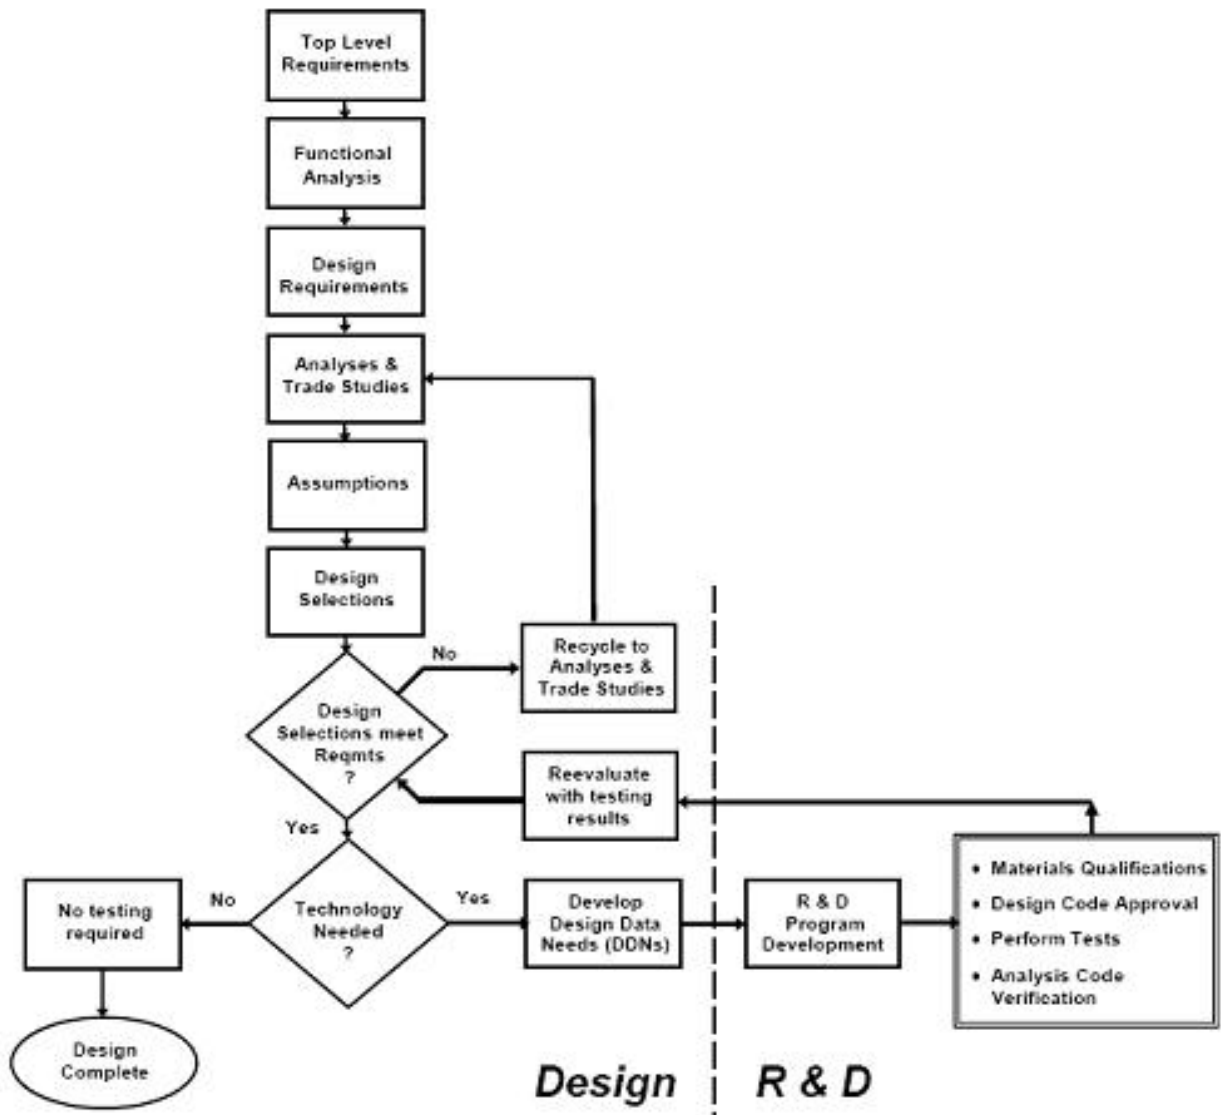 Top Level
Requirements
Functional
Analysis
Design
Requirements
Analyses &
Trade Studies
Assumptions
Design
Selections
No
Recycle to
Analyses &
Trade Studies
Design
Selections meet
Reqmts
?
Reevaluate
with testing
results
Yes
• Materials Qualifications
• Design Code Approval
• Perform Tests
• Analysis Code
Verification
No testing
required
No
Technology
Needed
?
Yes
Develop
Design Data
Needs (DDNs)
R & D
Program
Development
Design
Complete
Design
R & D